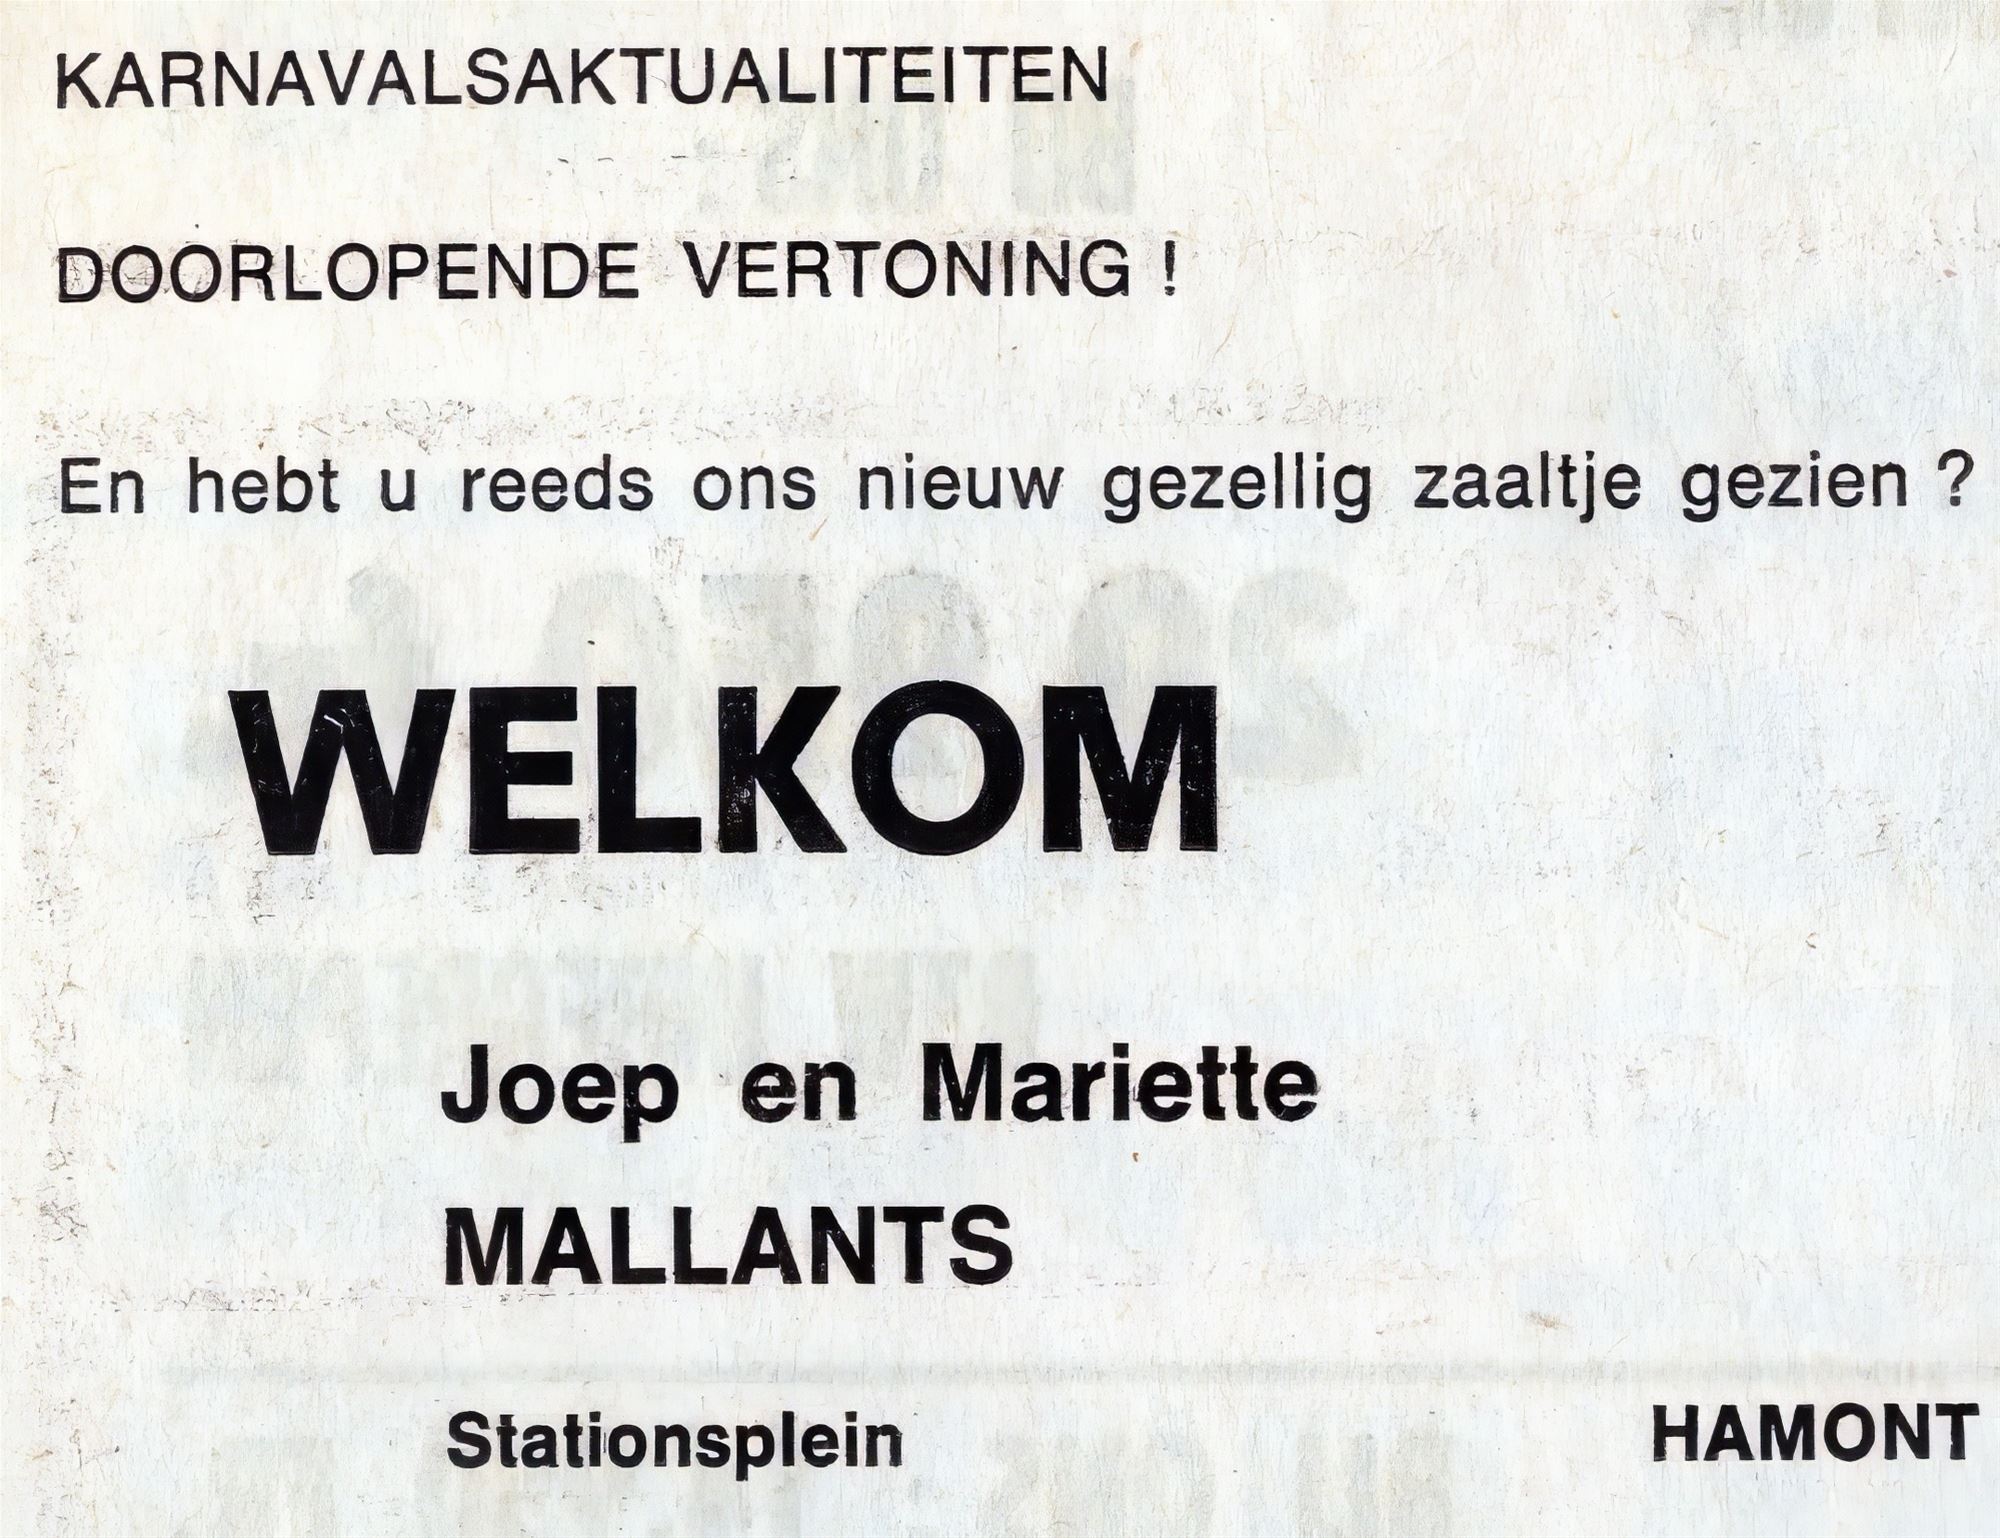 KARNAVALSAKTUALITEITEN
DOORLOPENDE VERTONING !
En hebt u reeds ons nieuw gezellig zaaltje gezien ?
WELKOM
Joep en Mariette
MALLANTS
Stationsplein HAMONT